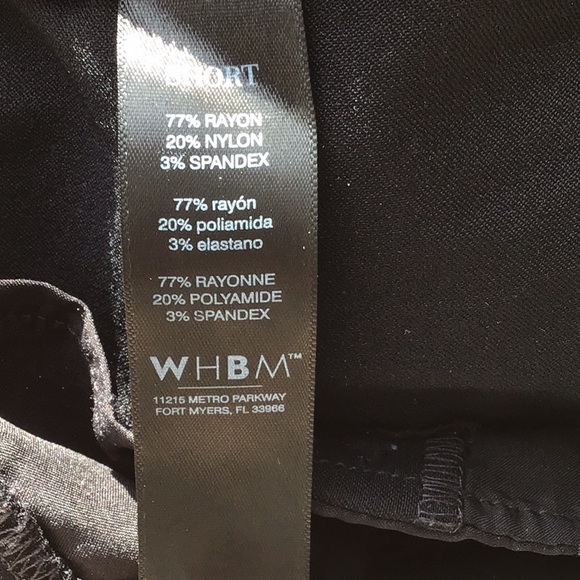 SHORT
77% RAYON
20% NYLON
3% SPANDEX
77% rayón
20% poliamida
3% elastano
77% RAYONNE
20% POLYAMIDE
3% SPANDEX
WHBM™
11215 METRO PARKWAY
FORT MYERS, FL 33966